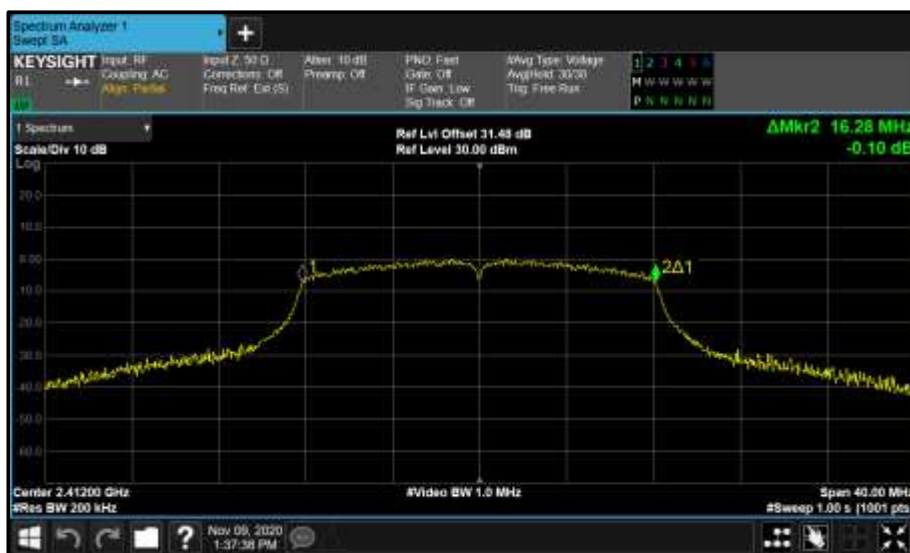 Spectrum Analyzer 1
Swept SA
+
KEYSIGHT Input: RF Input Z: 50 Ω Atten: 10 dB PNO: Fast #Avg Type: Voltage 1 2 3 4 5 6
Coupling: AC Corrections: Off Preamp: Off Gate: Off Avg|Hold: 30/30 M W W W W W
Align: Partial Freq Ref: Ext (S) IF Gain: Low Trig: Free Run
Sig Track: Off P N N N N N
1 Spectrum Ref Lvl Offset 31.48 dB ΔMkr2 16.28 MHz
Scale/Div 10 dB Ref Level 30.00 dBm -0.10 dB
Log
20.0
10.0
0.00
1 2Δ1
-10.0
-20.0
-30.0
-40.0
-50.0
-60.0
Center 2.41200 GHz #Video BW 1.0 MHz Span 40.00 MHz
#Res BW 200 kHz #Sweep 1.00 s (1001 pts
? Nov 09, 2020
1:37:38 PM